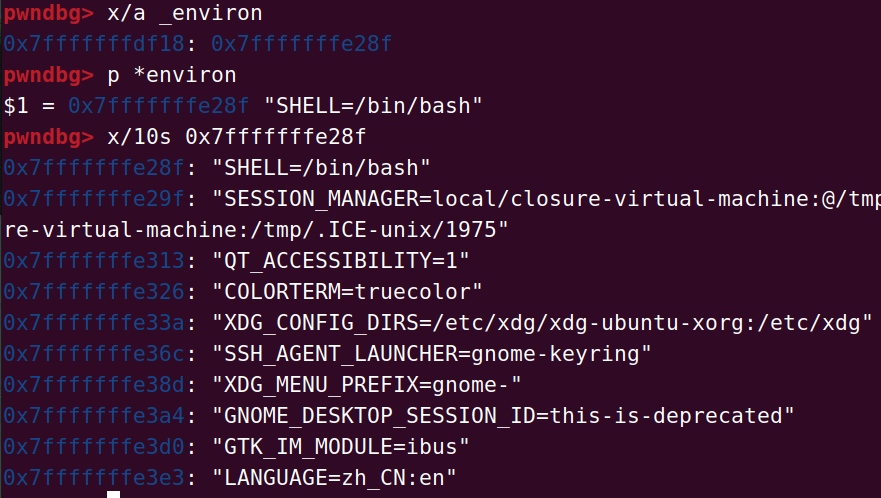 pwndbg> x/a _environ
0x7fffffffdf18: 0x7fffffffe28f
pwndbg> p *environ
$1 = 0x7fffffffe28f "SHELL=/bin/bash"
pwndbg> x/10s 0x7fffffffe28f
0x7fffffffe28f: "SHELL=/bin/bash"
0x7fffffffe29f: "SESSION_MANAGER=local/closure-virtual-machine:@/tmp
re-virtual-machine:/tmp/.ICE-unix/1975"
0x7fffffffe313: "QT_ACCESSIBILITY=1"
0x7fffffffe326: "COLORTERM=truecolor"
0x7fffffffe33a: "XDG_CONFIG_DIRS=/etc/xdg/xdg-ubuntu-xorg:/etc/xdg"
0x7fffffffe36c: "SSH_AGENT_LAUNCHER=gnome-keyring"
0x7fffffffe38d: "XDG_MENU_PREFIX=gnome-"
0x7fffffffe3a4: "GNOME_DESKTOP_SESSION_ID=this-is-deprecated"
0x7fffffffe3d0: "GTK_IM_MODULE=ibus"
0x7fffffffe3e3: "LANGUAGE=zh_CN:en"